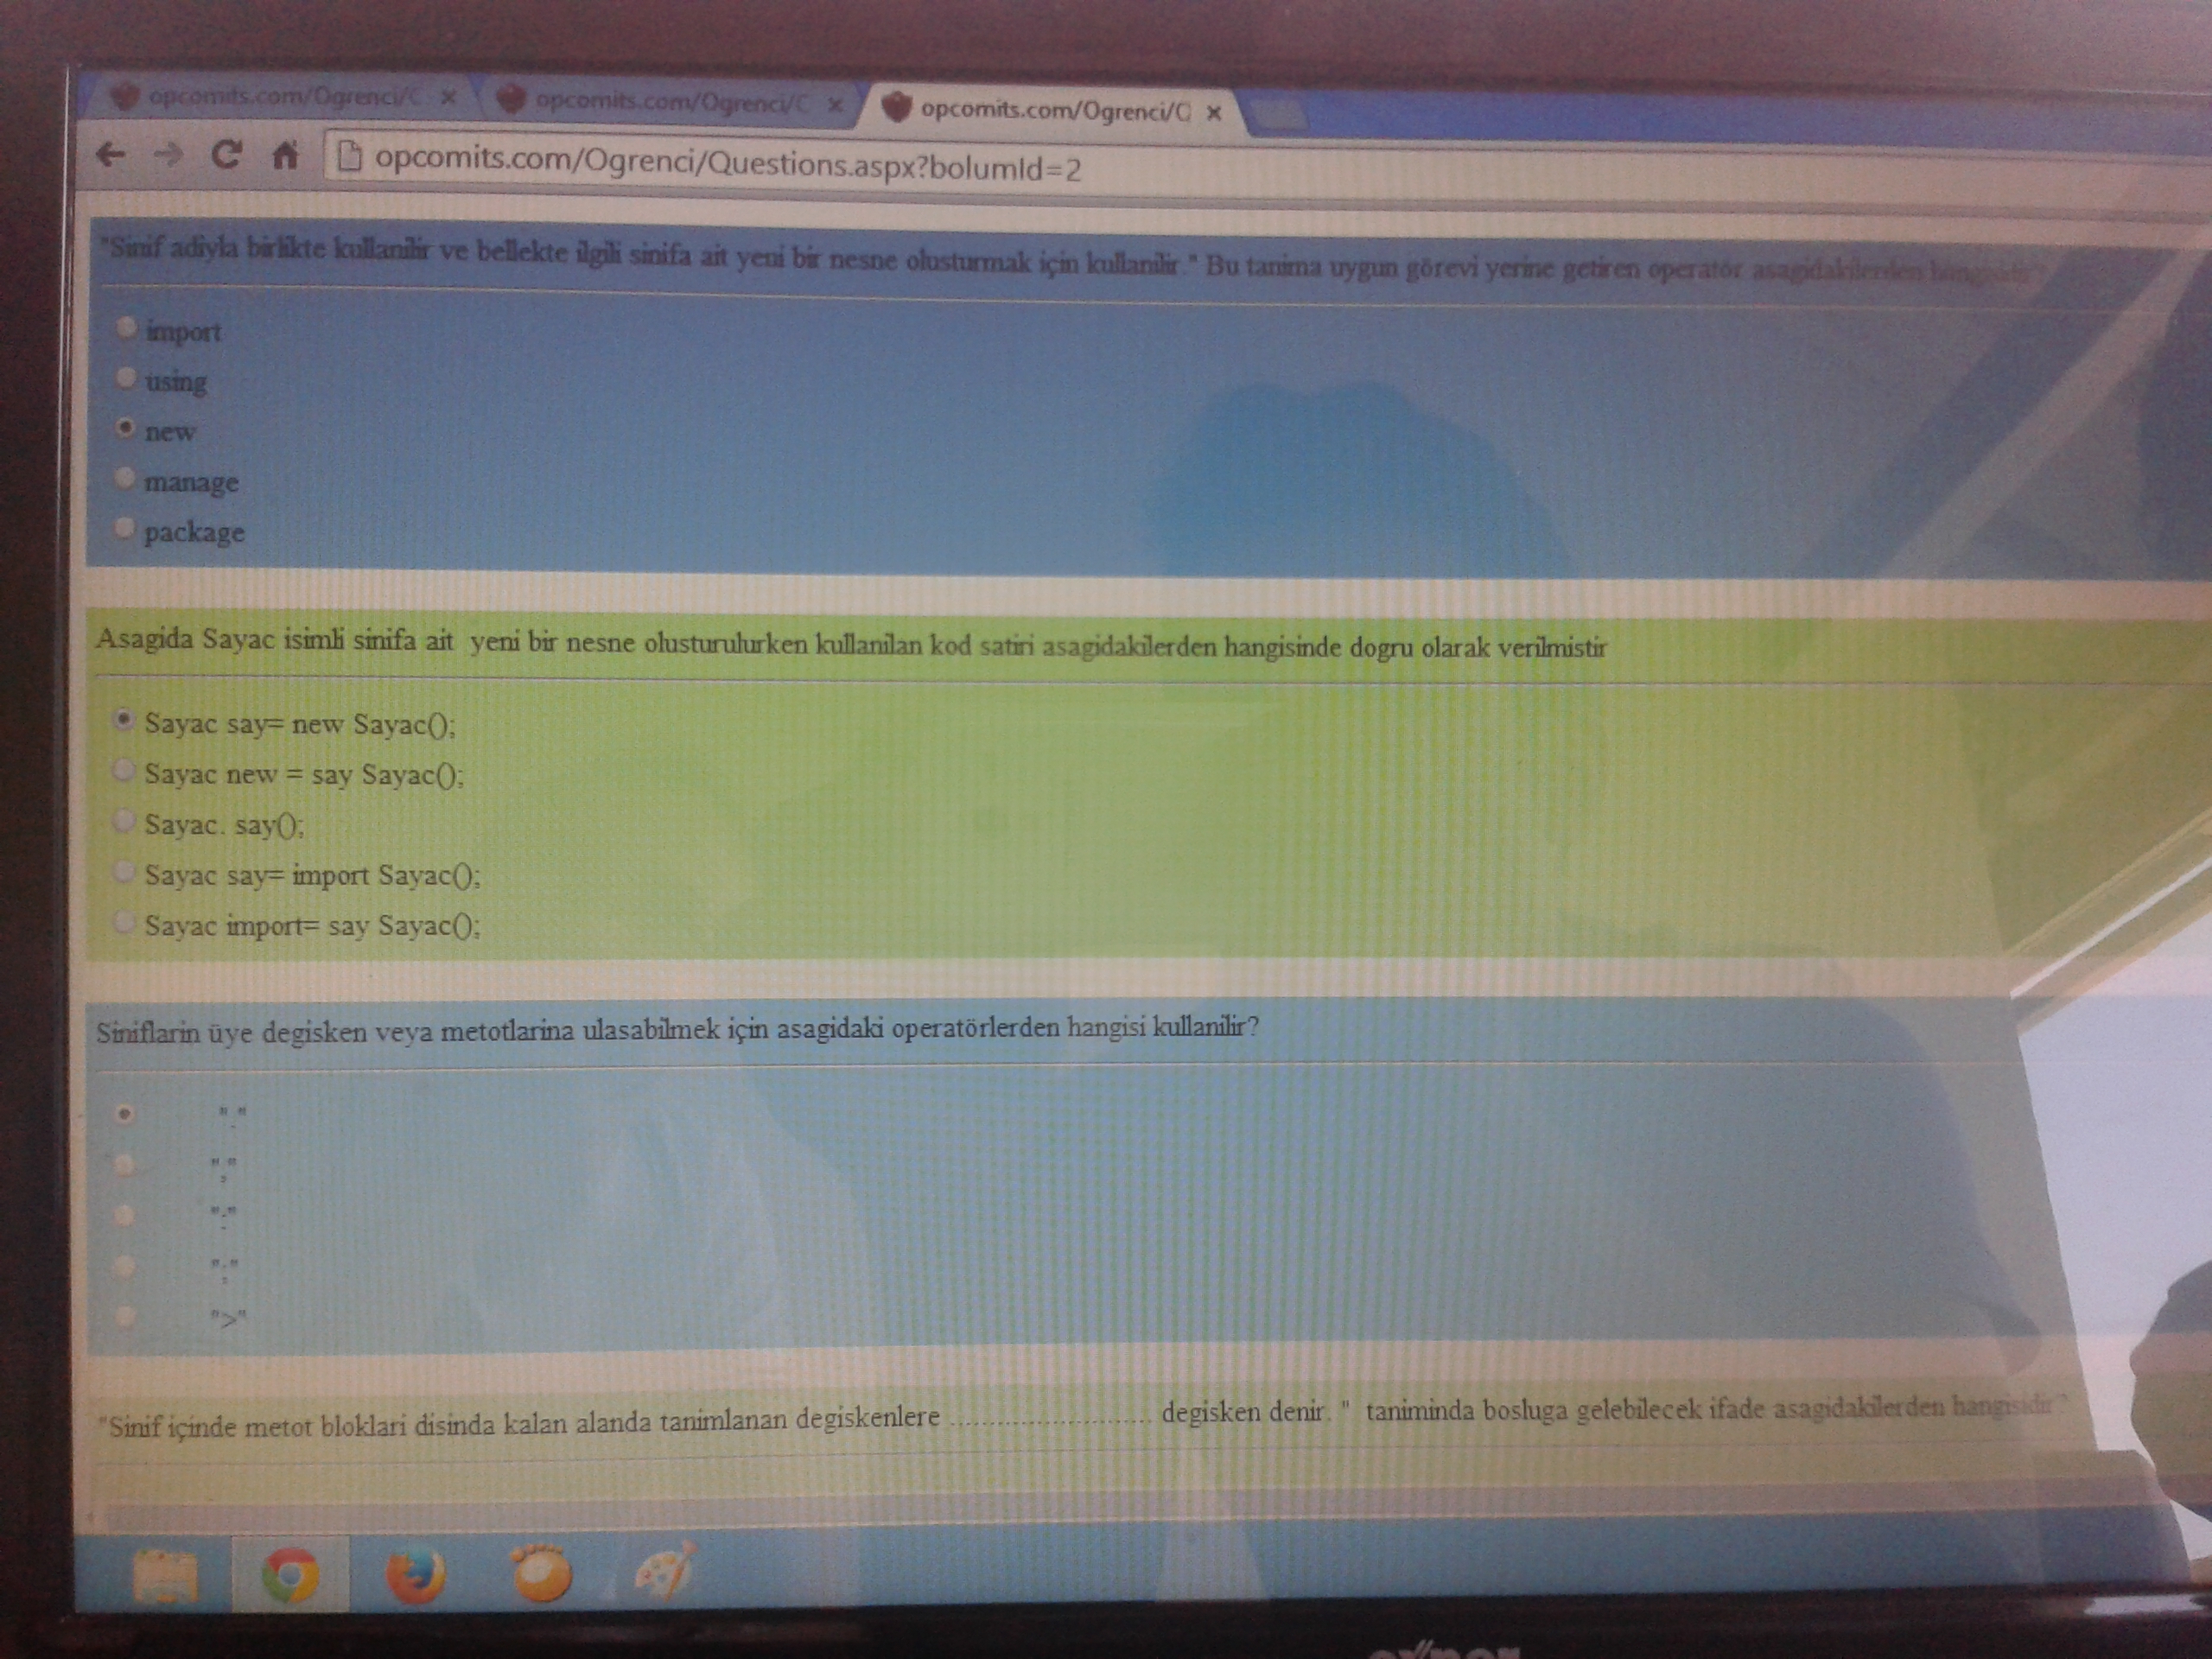 opcomits.com/Ogrenci/C
opcomits.com/Ogrenci/C
opcomits.com/Ogrenci/Q
opcomits.com/Ogrenci/Questions.aspx?bolumId=2
"Sinif adiyla birlikte kullanilir ve bellekte ilgili sinifa ait yeni bir nesne olusturmak için kullanilir." Bu tanima uygun görevi yerine getiren operatör asagidakilerden hangisidir?
import
using
new
manage
package
Asagida Sayac isimli sinifa ait yeni bir nesne olusturulurken kullanilan kod satiri asagidakilerden hangisinde dogru olarak verilmistir
Sayac say= new Sayac();
Sayac new = say Sayac();
Sayac. say();
Sayac say= import Sayac();
Sayac import= say Sayac();
Siniflarin üye degisken veya metotlarina ulasabilmek için asagidaki operatörlerden hangisi kullanilir?
"."
","
":"
";"
">"
"Sinif içinde metot bloklari disinda kalan alanda tanimlanan degiskenlere .......................... degisken denir. " taniminda bosluga gelebilecek ifade asagidakilerden hangisidir?